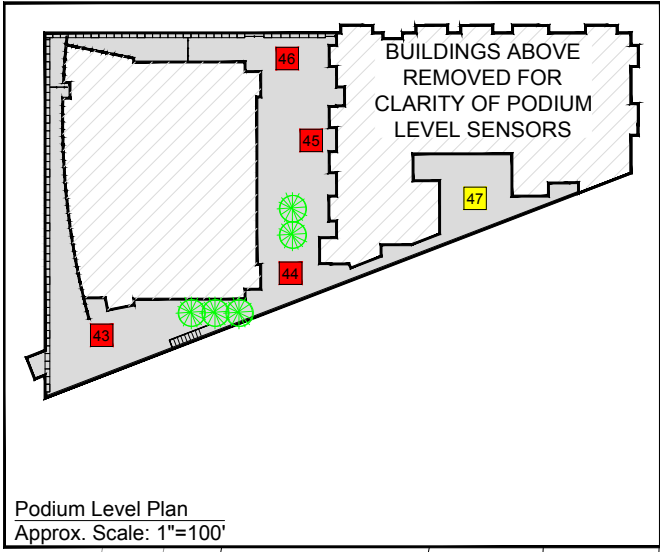 46
BUILDINGS ABOVE
REMOVED FOR
CLARITY OF PODIUM
LEVEL SENSORS
45
47
44
43
Podium Level Plan
Approx. Scale: 1"=100'